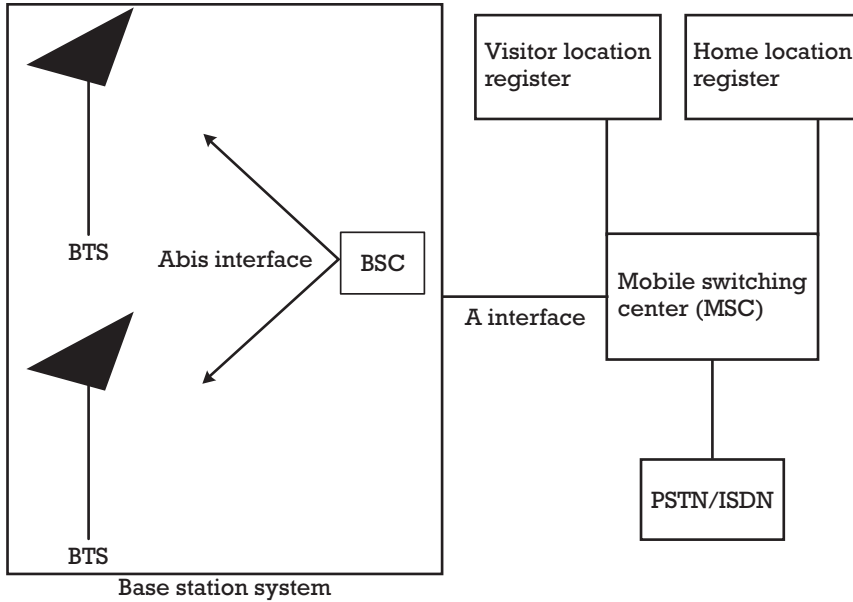 Visitor location
register
Home location
register
BTS
Abis interface
BSC
A interface
Mobile switching
center (MSC)
PSTN/ISDN
BTS
Base station system